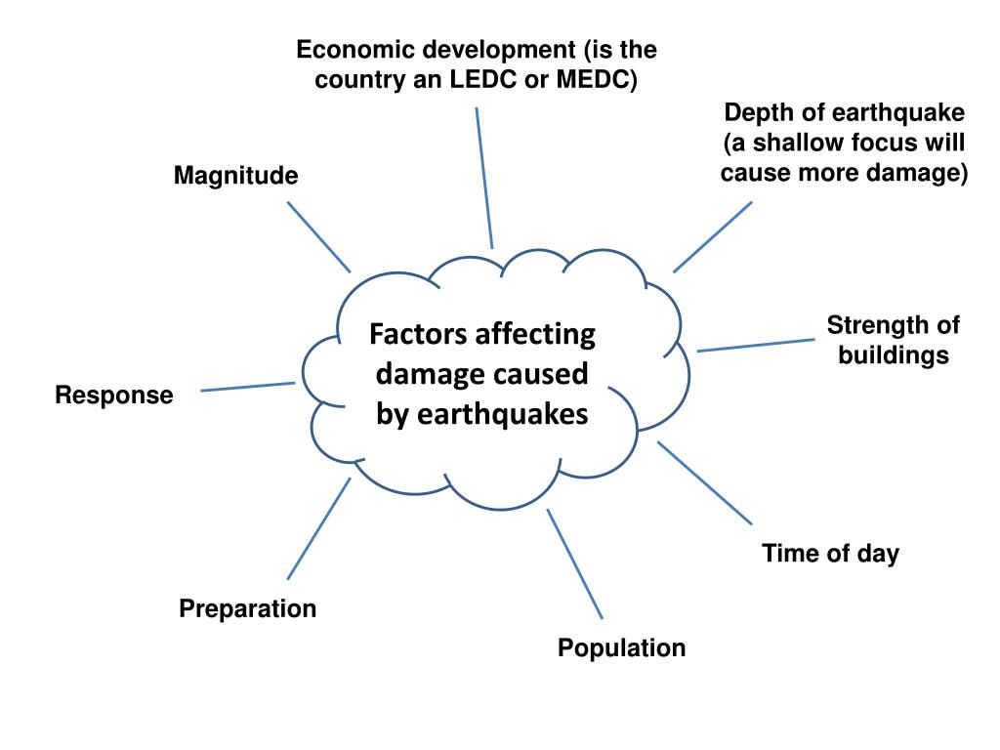 Economic development (is the
country an LEDC or MEDC)
Depth of earthquake
(a shallow focus will
cause more damage)
Magnitude
Factors affecting
damage caused
by earthquakes
Strength of
buildings
Response
Time of day
Preparation
Population